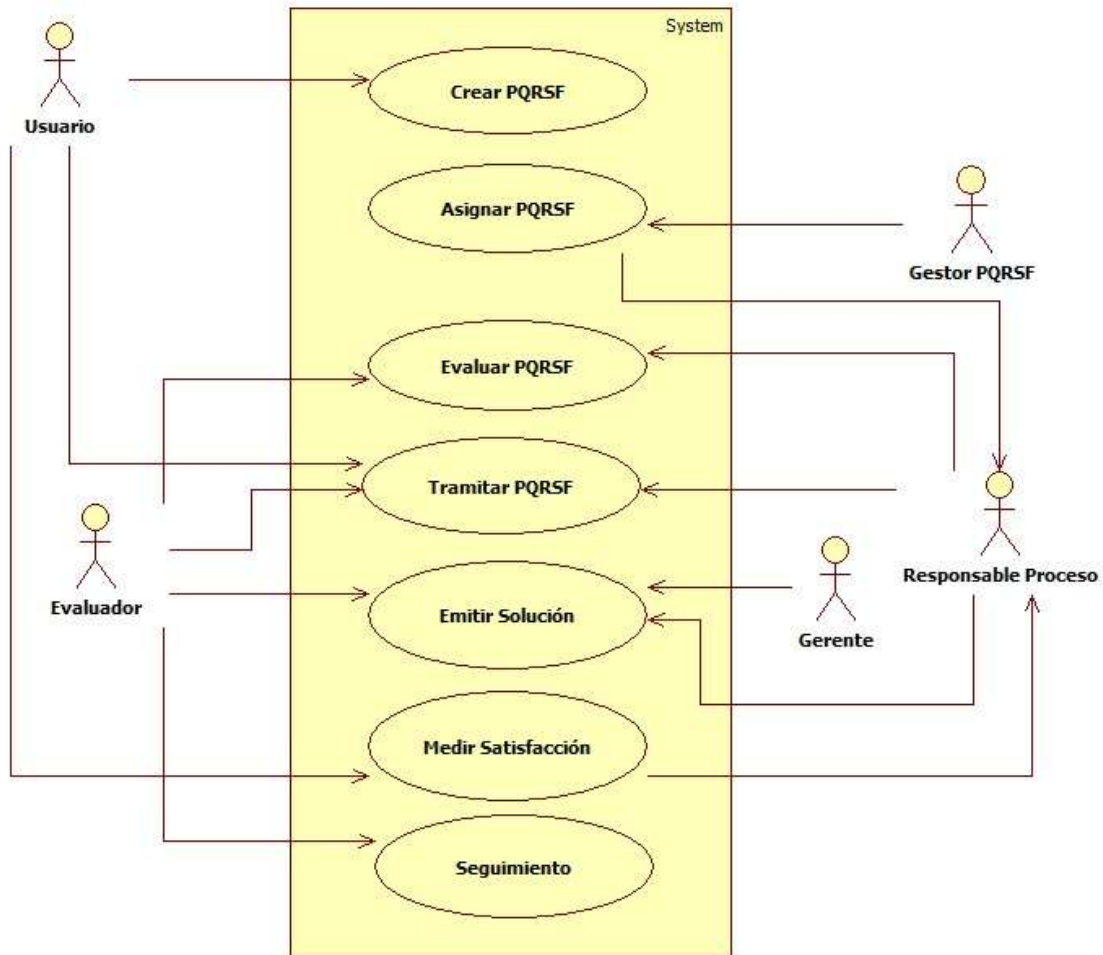 System
Usuario
Crear PQRSF
Asignar PQRSF
Gestor PQRSF
Evaluar PQRSF
Tramitar PQRSF
Evaluador
Responsable Proceso
Emitir Solución
Gerente
Medir Satisfacción
Seguimiento